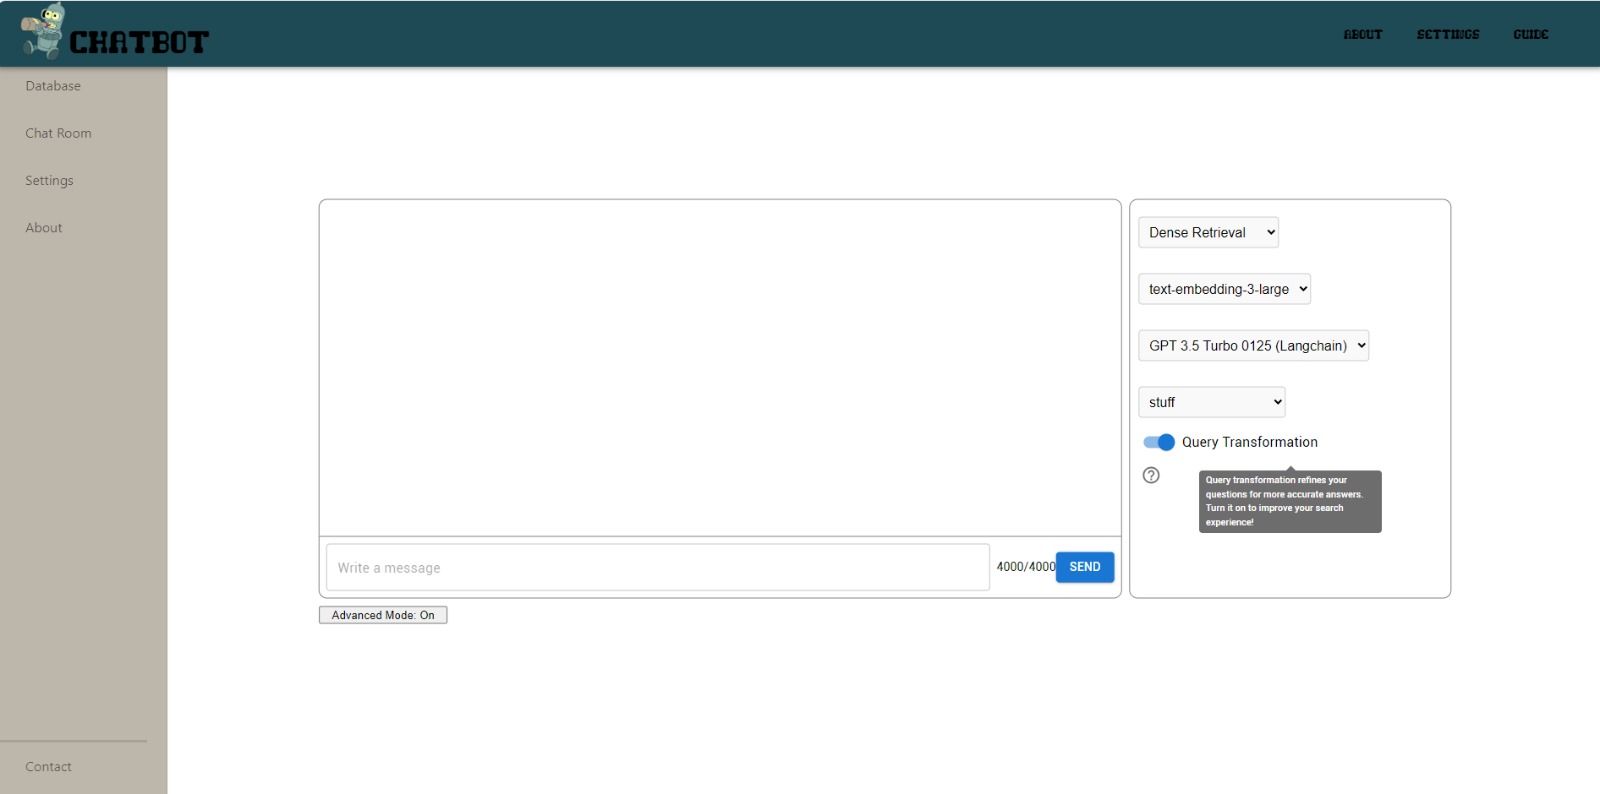 CHATBOT
ABOUT SETTINGS GUIDE
Database
Chat Room
Settings
About
Contact
Write a message
4000/4000
SEND
Advanced Mode: On
Dense Retrieval
text-embedding-3-large
GPT 3.5 Turbo 0125 (Langchain)
stuff
Query Transformation
?
Query transformation refines your
questions for more accurate answers.
Turn it on to improve your search
experience!